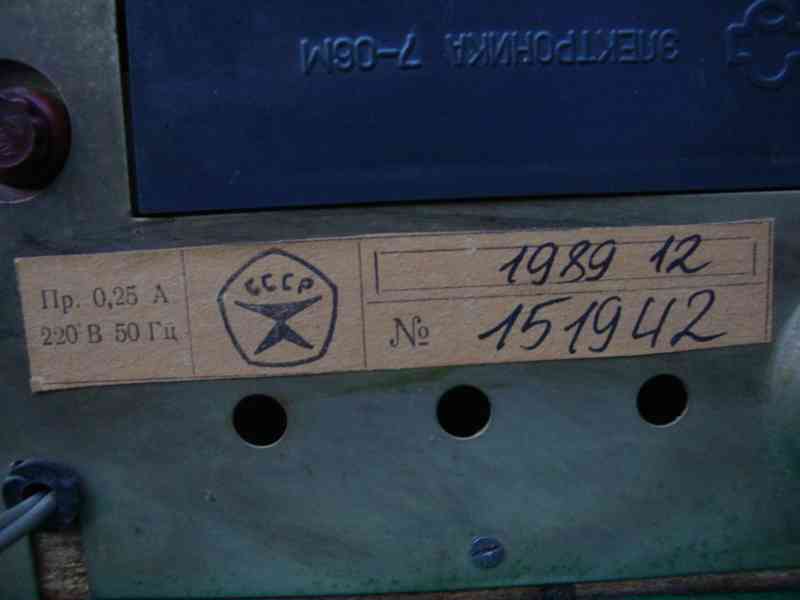 ЭЛЕКТРОНИКА 7-06М
Пр. 0,25 А
220 В 50 Гц
СССР
1989 12
№ 151942